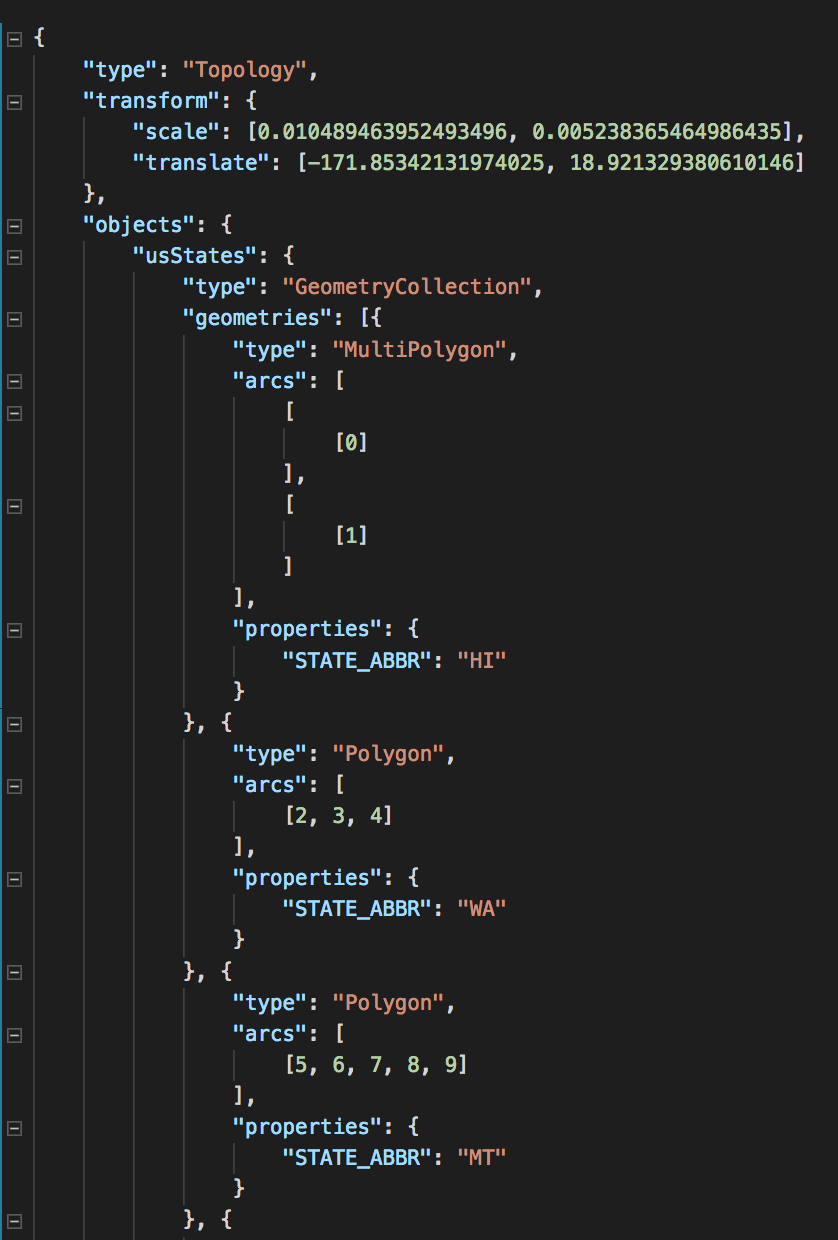 {
    "type": "Topology",
    "transform": {
        "scale": [0.010489463952493496, 0.005238365464986435],
        "translate": [-171.85342131974025, 18.921329380610146]
    },
    "objects": {
        "usStates": {
            "type": "GeometryCollection",
            "geometries": [{
                "type": "MultiPolygon",
                "arcs": [
                    [
                        [0]
                    ],
                    [
                        [1]
                    ]
                ],
                "properties": {
                    "STATE_ABBR": "HI"
                }
            }, {
                "type": "Polygon",
                "arcs": [
                    [2, 3, 4]
                ],
                "properties": {
                    "STATE_ABBR": "WA"
                }
            }, {
                "type": "Polygon",
                "arcs": [
                    [5, 6, 7, 8, 9]
                ],
                "properties": {
                    "STATE_ABBR": "MT"
                }
            }, {